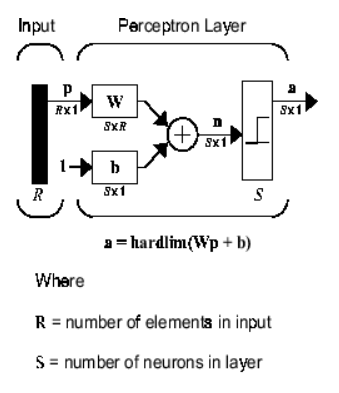 Input Perceptron Layer
p a
Rx1 W n Sx1
SxR Sx1
1 b
R Sx1 S
a = hardlim(Wp + b)
Where
R = number of elements in input
S = number of neurons in layer